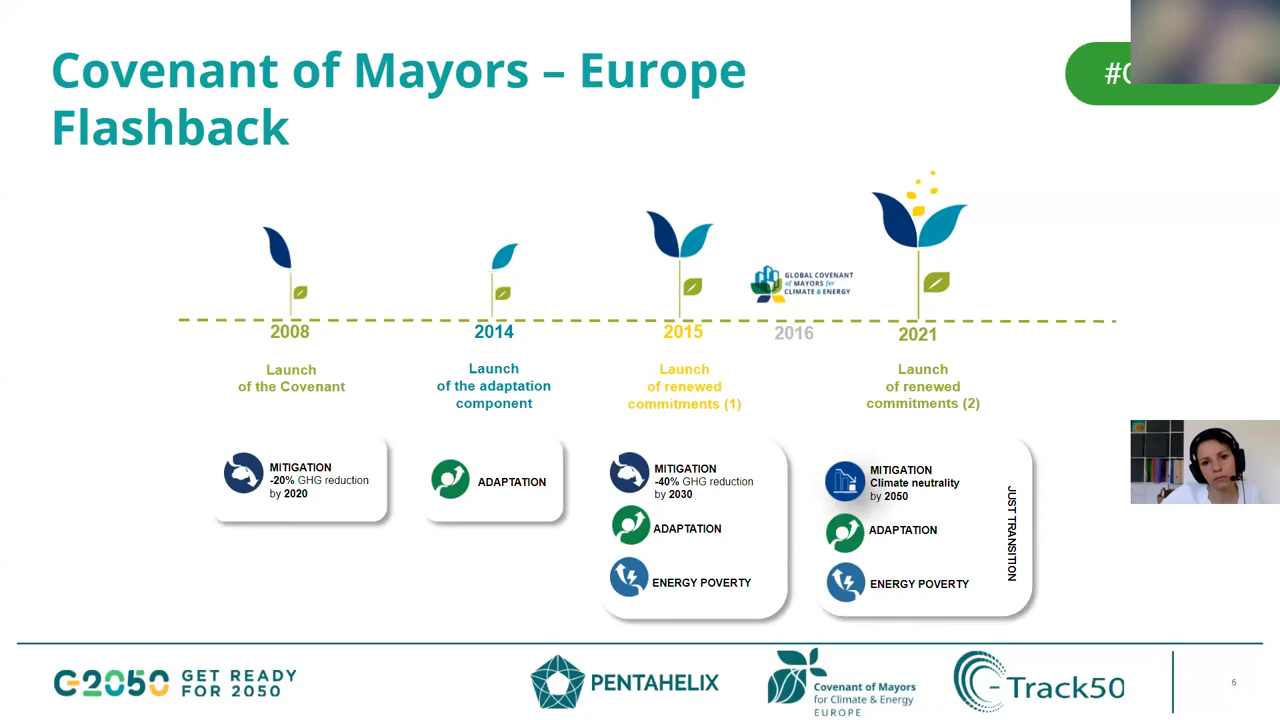 Covenant of Mayors – Europe
Flashback
GLOBAL COVENANT
of MAYORS for
CLIMATE & ENERGY
2008
2014
2015
2016
2021
Launch
of the Covenant
Launch
of the adaptation
component
Launch
of renewed
commitments (1)
Launch
of renewed
commitments (2)
MITIGATION
-20% GHG reduction
by 2020
ADAPTATION
MITIGATION
-40% GHG reduction
by 2030
ADAPTATION
ENERGY POVERTY
MITIGATION
Climate neutrality
by 2050
ADAPTATION
ENERGY POVERTY
JUST TRANSITION
C-2050 GET READY
FOR 2050
PENTAHELIX
Covenant of Mayors
for Climate & Energy
EUROPE
C-Track50
6